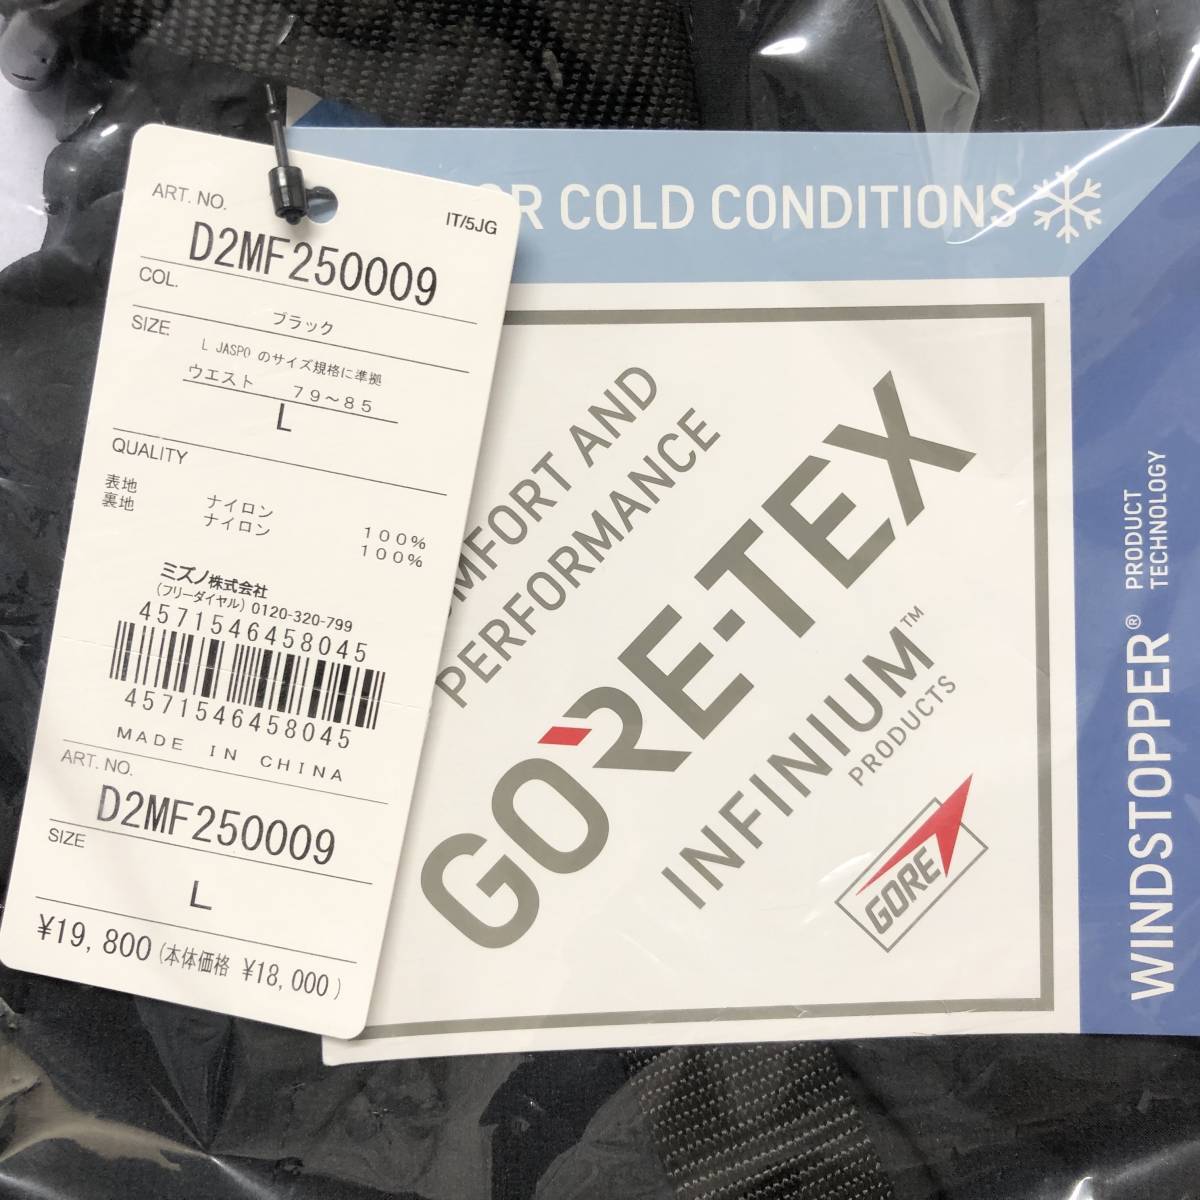 ART. NO.
IT/5JG
D2MF250009
COL.
ブラック
SIZE
L JASPO のサイズ規格に準拠
ウエスト 79〜85
L
QUALITY
表地 ナイロン 100%
裏地 ナイロン 100%
ミズノ株式会社
(フリーダイヤル) 0120-320-799
4571546458045
4571546458045
MADE IN CHINA
ART. NO.
D2MF250009
SIZE
L
¥19,800 (本体価格 ¥18,000)
R COLD CONDITIONS
MFORT AND
PERFORMANCE
GORE-TEX
INFINIUM™
PRODUCTS
GORE
WINDSTOPPER® PRODUCT
TECHNOLOGY